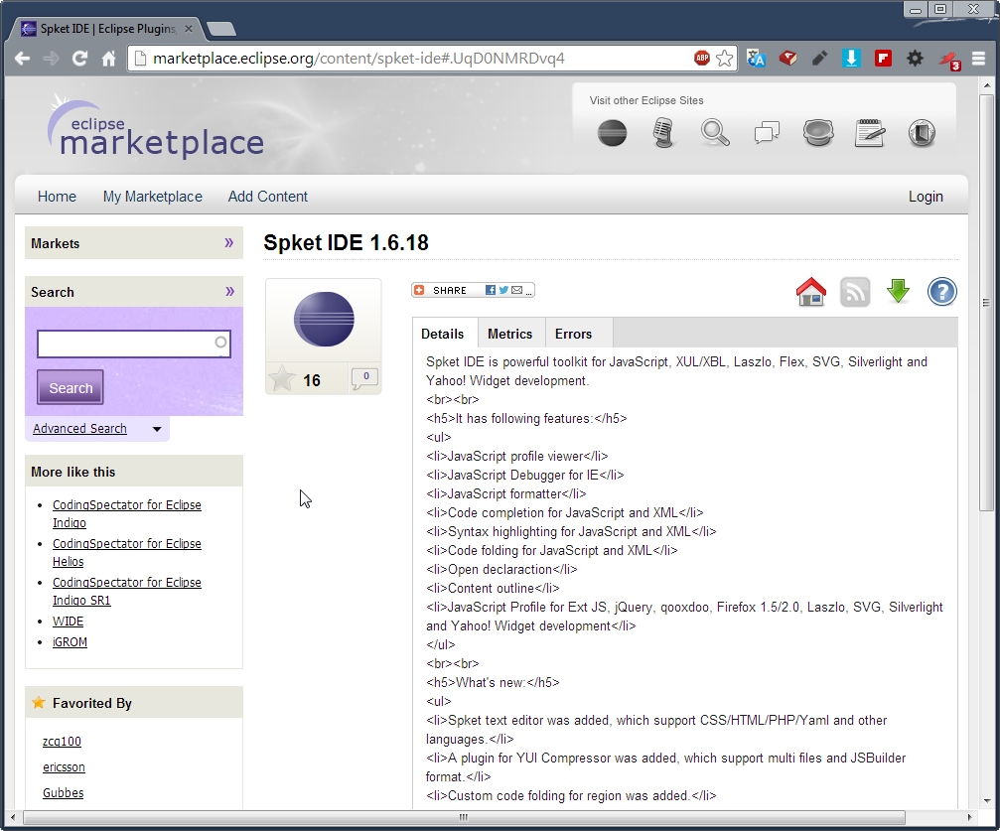 Spket IDE | Eclipse Plugins
marketplace.eclipse.org/content/spket-ide#.UqD0NMRDvq4
ABP
3
eclipse
marketplace
Visit other Eclipse Sites
Home
My Marketplace
Add Content
Login
Markets
Search
Search
Advanced Search
More like this
CodingSpectator for Eclipse
Indigo
CodingSpectator for Eclipse
Helios
CodingSpectator for Eclipse
Indigo SR1
WIDE
iGROM
Favorited By
zcq100
ericsson
Gubbes
Spket IDE 1.6.18
16
0
SHARE
...
Details
Metrics
Errors
Spket IDE is powerful toolkit for JavaScript, XUL/XBL, Laszlo, Flex, SVG, Silverlight and
Yahoo! Widget development.
<br><br>
<h5>It has following features:</h5>
<ul>
<li>JavaScript profile viewer</li>
<li>JavaScript Debugger for IE</li>
<li>JavaScript formatter</li>
<li>Code completion for JavaScript and XML</li>
<li>Syntax highlighting for JavaScript and XML</li>
<li>Code folding for JavaScript and XML</li>
<li>Open declaraction</li>
<li>Content outline</li>
<li>JavaScript Profile for Ext JS, jQuery, qooxdoo, Firefox 1.5/2.0, Laszlo, SVG, Silverlight
and Yahoo! Widget development</li>
</ul>
<br><br>
<h5>What's new:</h5>
<ul>
<li>Spket text editor was added, which support CSS/HTML/PHP/Yaml and other
languages.</li>
<li>A plugin for YUI Compressor was added, which support multi files and JSBuilder
format.</li>
<li>Custom code folding for region was added.</li>